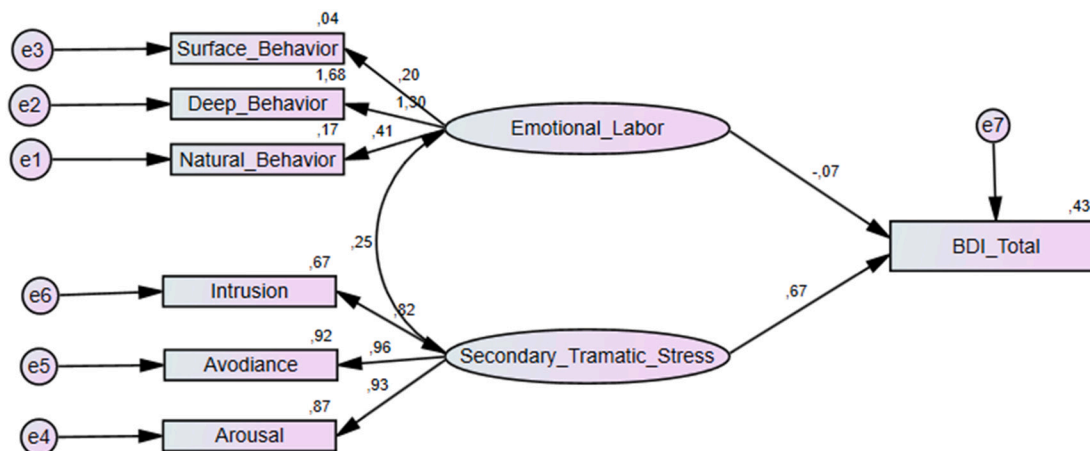 ,04
e3
Surface_Behavior
,20
1,68
e2
Deep_Behavior
1,30
Emotional_Labor
e7
,17
e1
Natural_Behavior
,41
-,07
,43
BDI_Total
,25
,67
e6
Intrusion
,82
,67
,92
e5
Avodiance
,96
Secondary_Tramatic_Stress
,93
,87
e4
Arousal